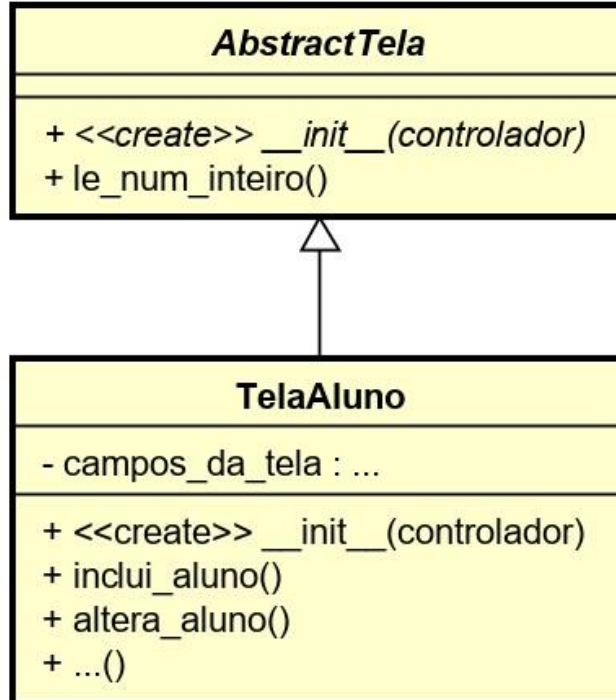 AbstractTela
+ <<create>> __init__(controlador)
+ le_num_inteiro()
TelaAluno
- campos_da_tela : ...
+ <<create>> __init__(controlador)
+ inclui_aluno()
+ altera_aluno()
+ ...()